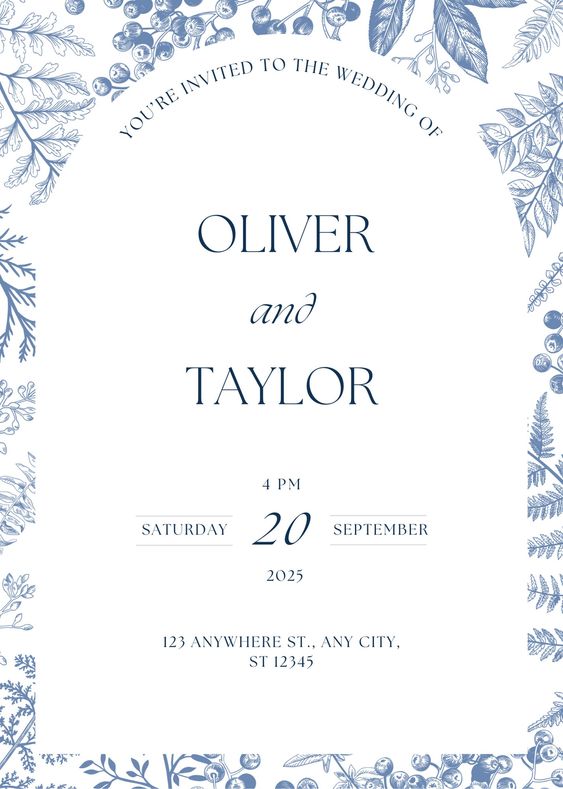 YOU'RE INVITED TO THE WEDDING OF
OLIVER
and
TAYLOR
4 PM
SATURDAY 20 SEPTEMBER
2025
123 ANYWHERE ST., ANY CITY,
ST 12345